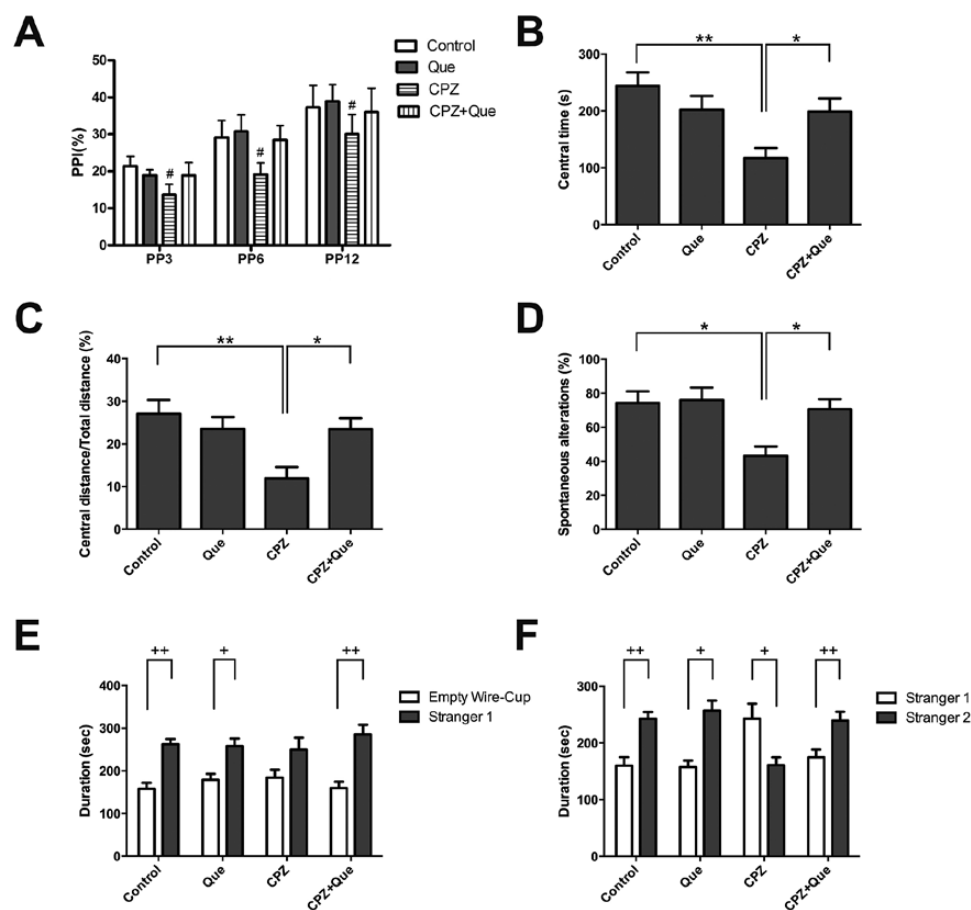 A
Control
Que
CPZ
CPZ+Que
PPI(%)
50
40
30
20
10
0
#
#
#
PP3 PP6 PP12
B
** *
Central time (s)
300
200
100
0
Control Que CPZ CPZ+Que
C
** *
Central distance/Total distance (%)
40
30
20
10
0
Control Que CPZ CPZ+Que
D
* *
Spontaneous alterations (%)
100
80
60
40
20
0
Control Que CPZ CPZ+Que
E
++ + ++
Empty Wire-Cup
Stranger 1
Duration (sec)
400
300
200
100
0
Control Que CPZ CPZ+Que
F
++ + + ++
Stranger 1
Stranger 2
Duration (sec)
300
200
100
0
Control Que CPZ CPZ+Que